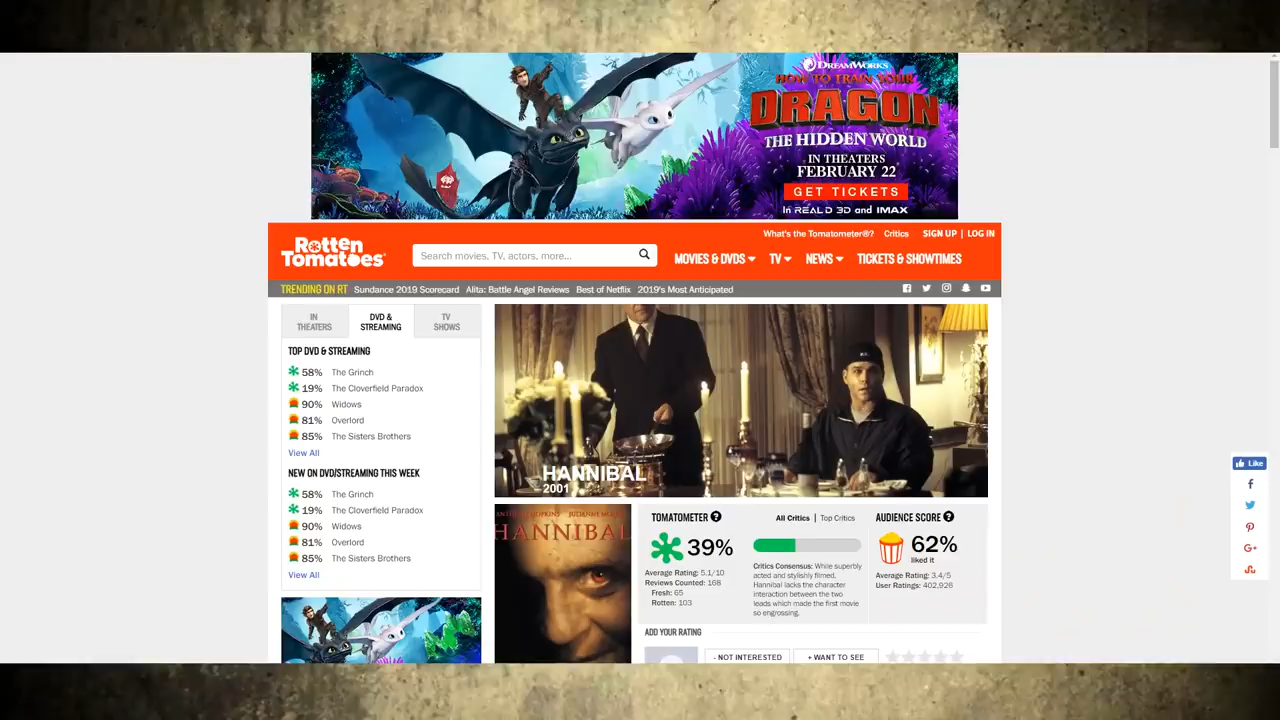 DREAMWORKS
HOW TO TRAIN YOUR
DRAGON
THE HIDDEN WORLD
IN THEATERS
FEBRUARY 22
GET TICKETS
In REALD 3D and IMAX
What's the Tomatometer®? Critics SIGN UP | LOG IN
Rotten
Tomatoes
Search movies, TV, actors, more...
MOVIES & DVDS TV NEWS TICKETS & SHOWTIMES
TRENDING ON RT Sundance 2019 Scorecard Alita: Battle Angel Reviews Best of Netflix 2019's Most Anticipated
IN
THEATERS
DVD &
STREAMING
TV
SHOWS
TOP DVD & STREAMING
58% The Grinch
19% The Cloverfield Paradox
90% Widows
81% Overlord
85% The Sisters Brothers
View All
NEW ON DVD/STREAMING THIS WEEK
58% The Grinch
19% The Cloverfield Paradox
90% Widows
81% Overlord
85% The Sisters Brothers
View All
HANNIBAL
2001
HANNIBAL
TOMATOMETER ?
39%
Average Rating: 5.1/10
Reviews Counted: 168
Fresh: 65
Rotten: 103
All Critics | Top Critics
Critics Consensus: While superbly
acted and stylishly filmed,
Hannibal lacks the character
interaction between the two
leads which made the first movie
so engrossing.
AUDIENCE SCORE ?
62%
liked it
Average Rating: 3.4/5
User Ratings: 402,928
ADD YOUR RATING
- NOT INTERESTED + WANT TO SEE
Like